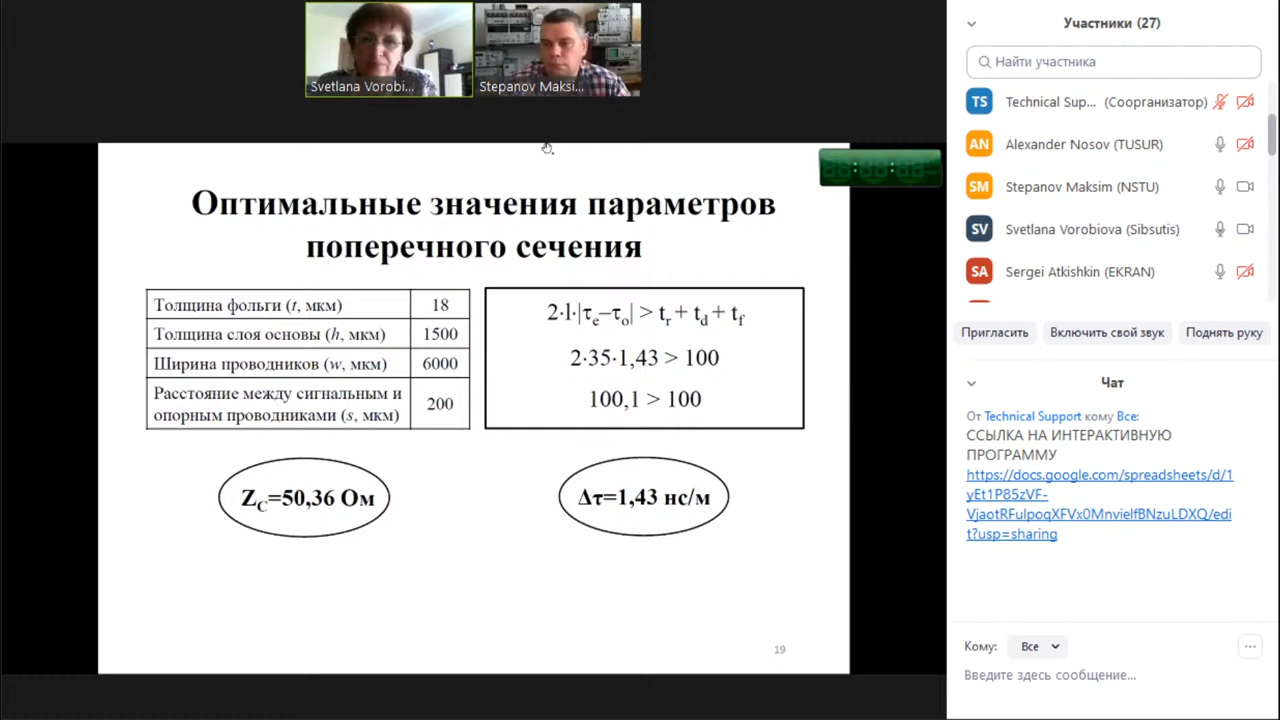 Svetlana Vorobi...
Stepanov Maksi...
Оптимальные значения параметров
поперечного сечения
Толщина фольги (t, мкм) 18
Толщина слоя основы (h, мкм) 1500
Ширина проводников (w, мкм) 6000
Расстояние между сигнальным и
опорным проводниками (s, мкм) 200
2·l·|τe–τo| > tr + td + tf
2·35·1,43 > 100
100,1 > 100
ZC=50,36 Ом
Δτ=1,43 нс/м
19
Участники (27)
Найти участника
TS Technical Sup... (Соорганизатор)
AN Alexander Nosov (TUSUR)
SM Stepanov Maksim (NSTU)
SV Svetlana Vorobiova (Sibsutis)
SA Sergei Atkishkin (EKRAN)
Пригласить Включить свой звук Поднять руку
Чат
От Technical Support кому Все:
ССЫЛКА НА ИНТЕРАКТИВНУЮ
ПРОГРАММУ
https://docs.google.com/spreadsheets/d/1
yEt1P85zVF-
VjaotRFuIpoqXFVx0MnvieIfBNzuLDXQ/edi
t?usp=sharing
Кому: Все
Введите здесь сообщение...